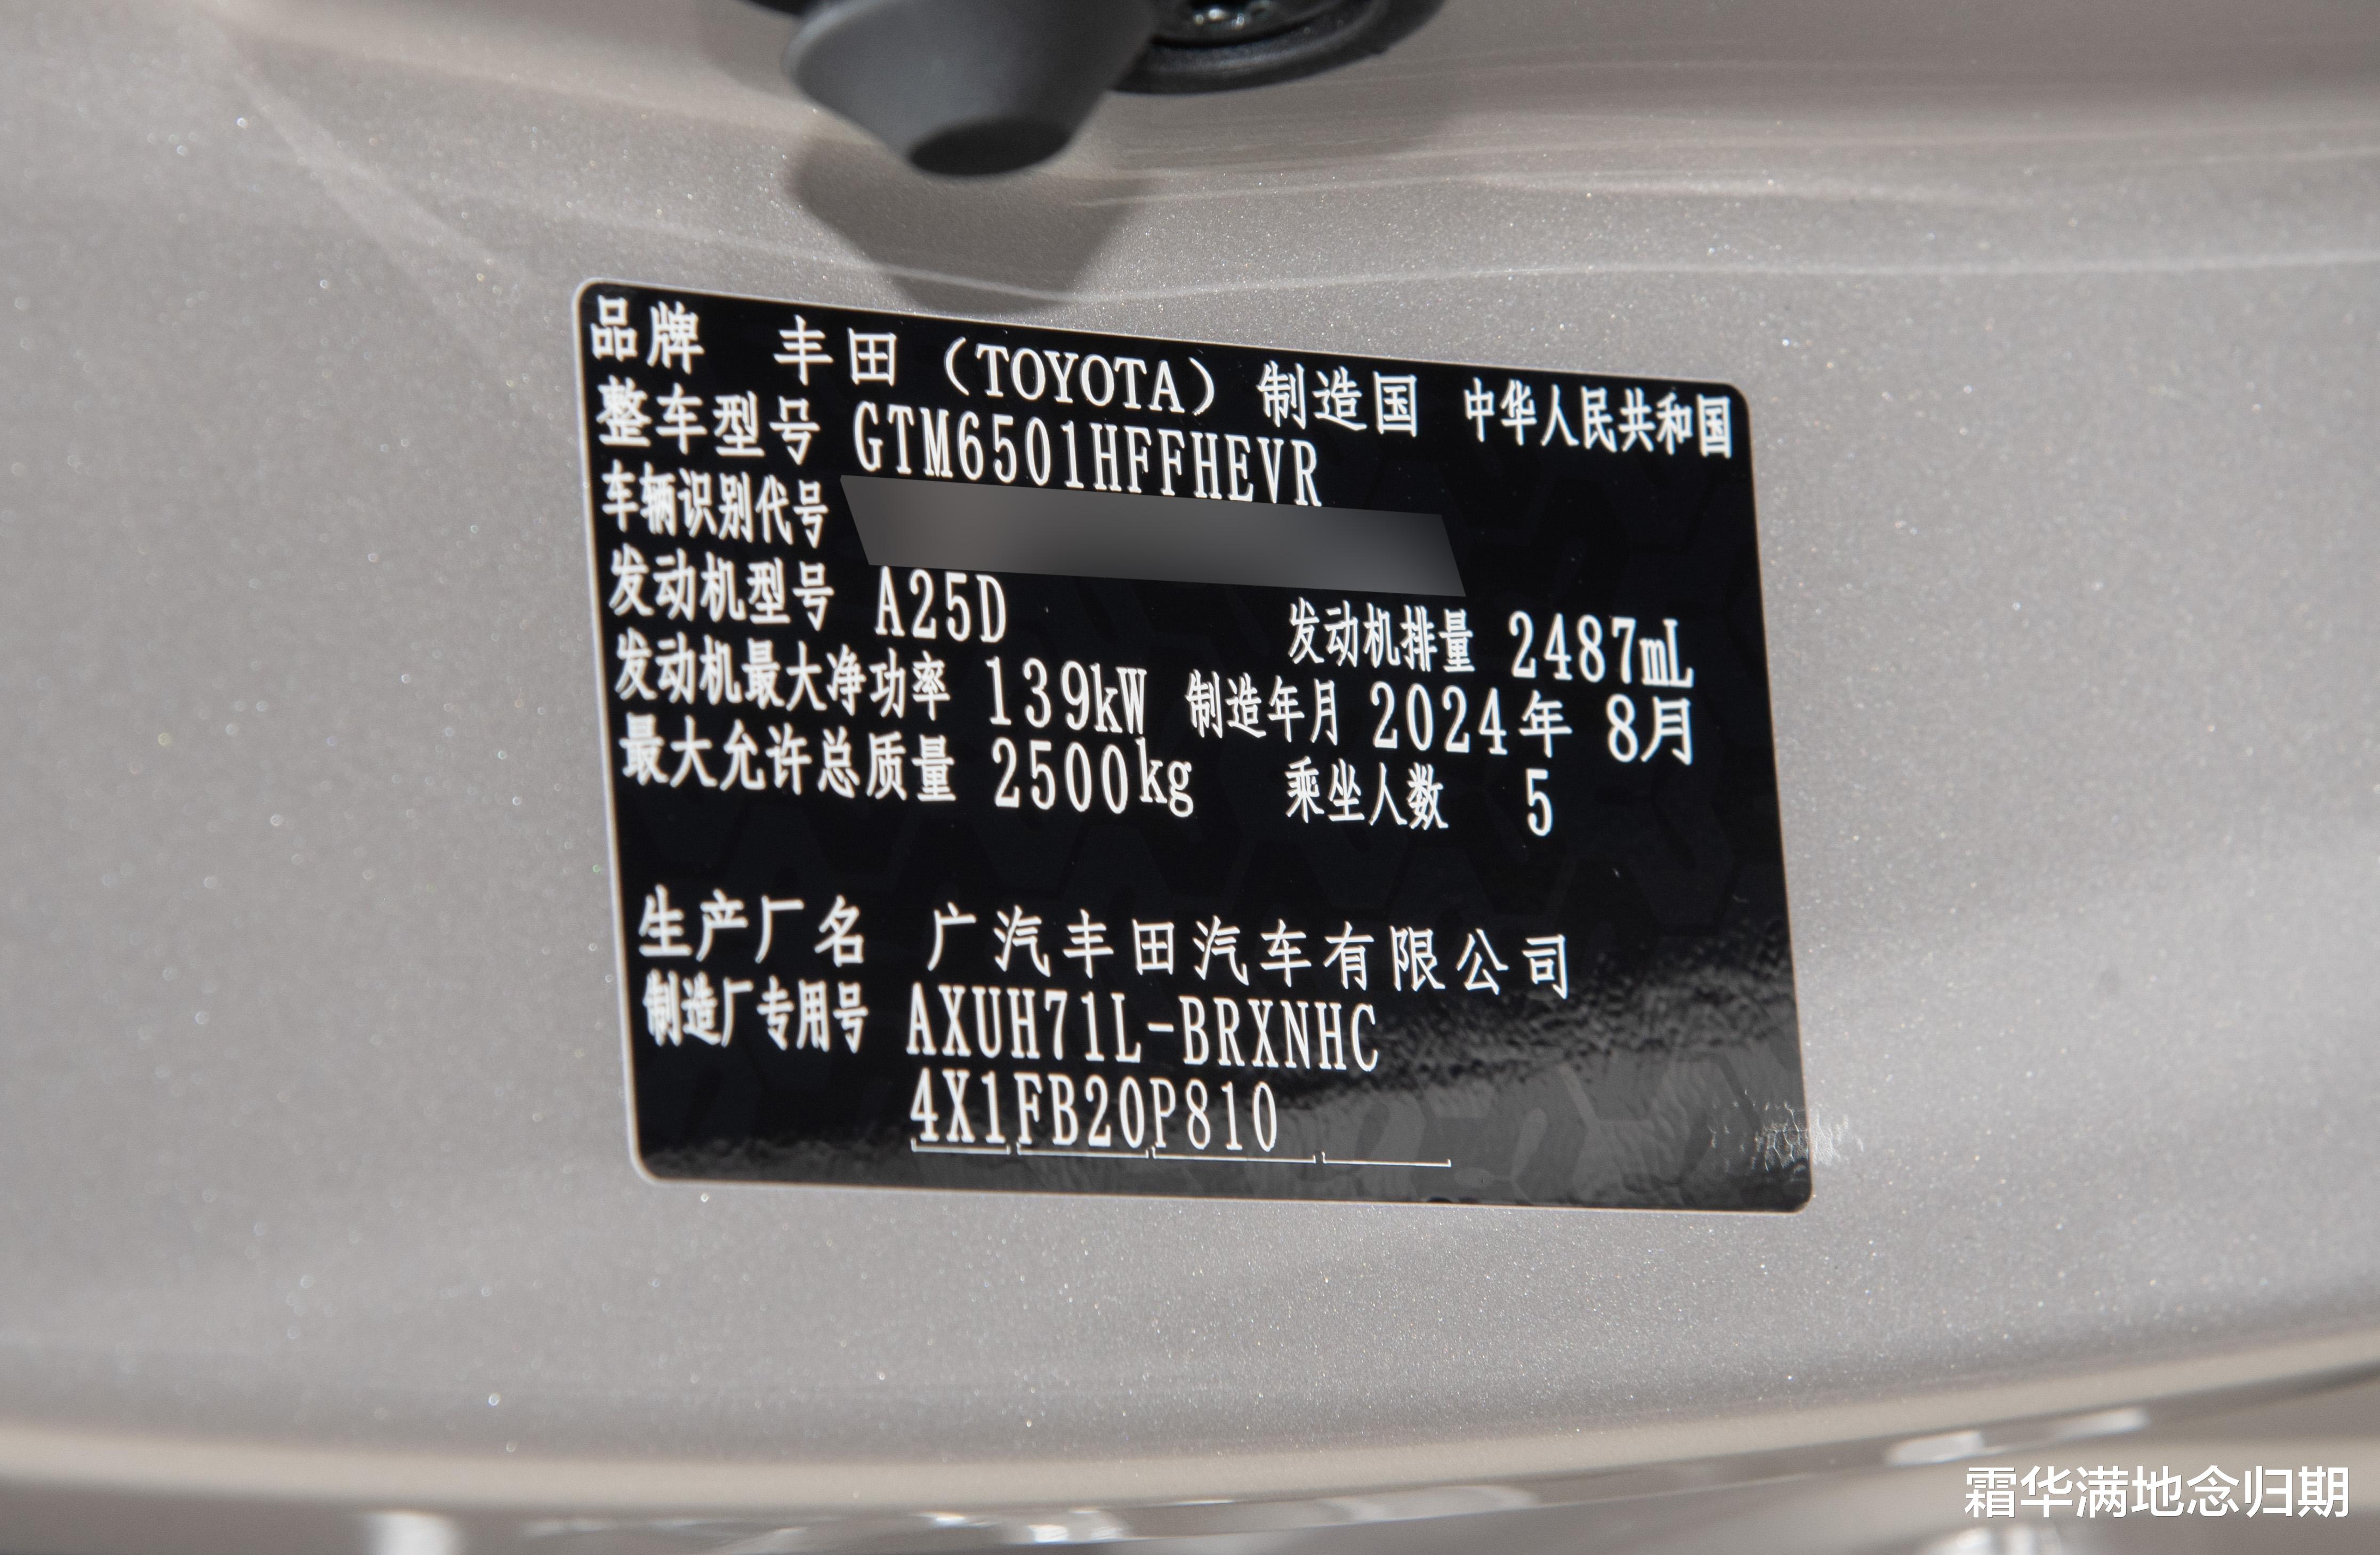 品牌 丰田（TOYOTA）制造国 中华人民共和国
整车型号 GTM6501HFFHEVR
车辆识别代号
发动机型号 A25D 发动机排量 2487mL
发动机最大净功率 139kW 制造年月 2024年 8月
最大允许总质量 2500kg 乘坐人数 5
生产厂名 广汽丰田汽车有限公司
制造厂专用号 AXUH71L-BRXNHC
4X1FB20P810
霜华满地念归期